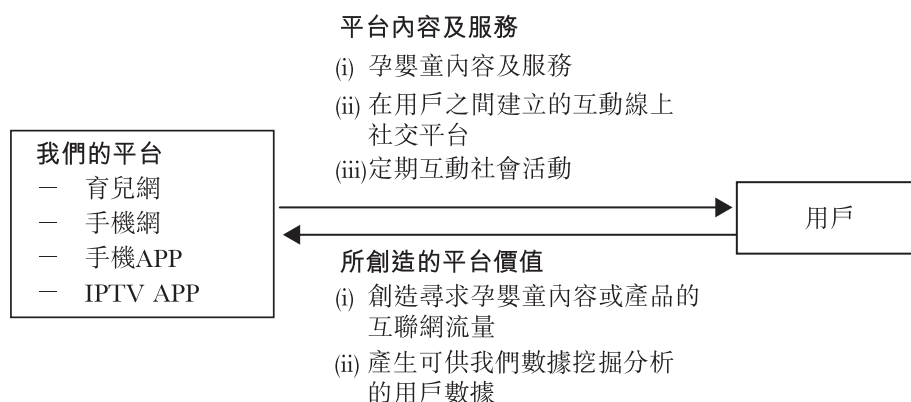 平台內容及服務
(i) 孕嬰童內容及服務
(ii) 在用戶之間建立的互動線上
社交平台
(iii)定期互動社會活動
我們的平台
— 育兒網
— 手機網
— 手機APP
— IPTV APP
用戶
所創造的平台價值
(i) 創造尋求孕嬰童內容或產品的
互聯網流量
(ii) 產生可供我們數據挖掘分析
的用戶數據